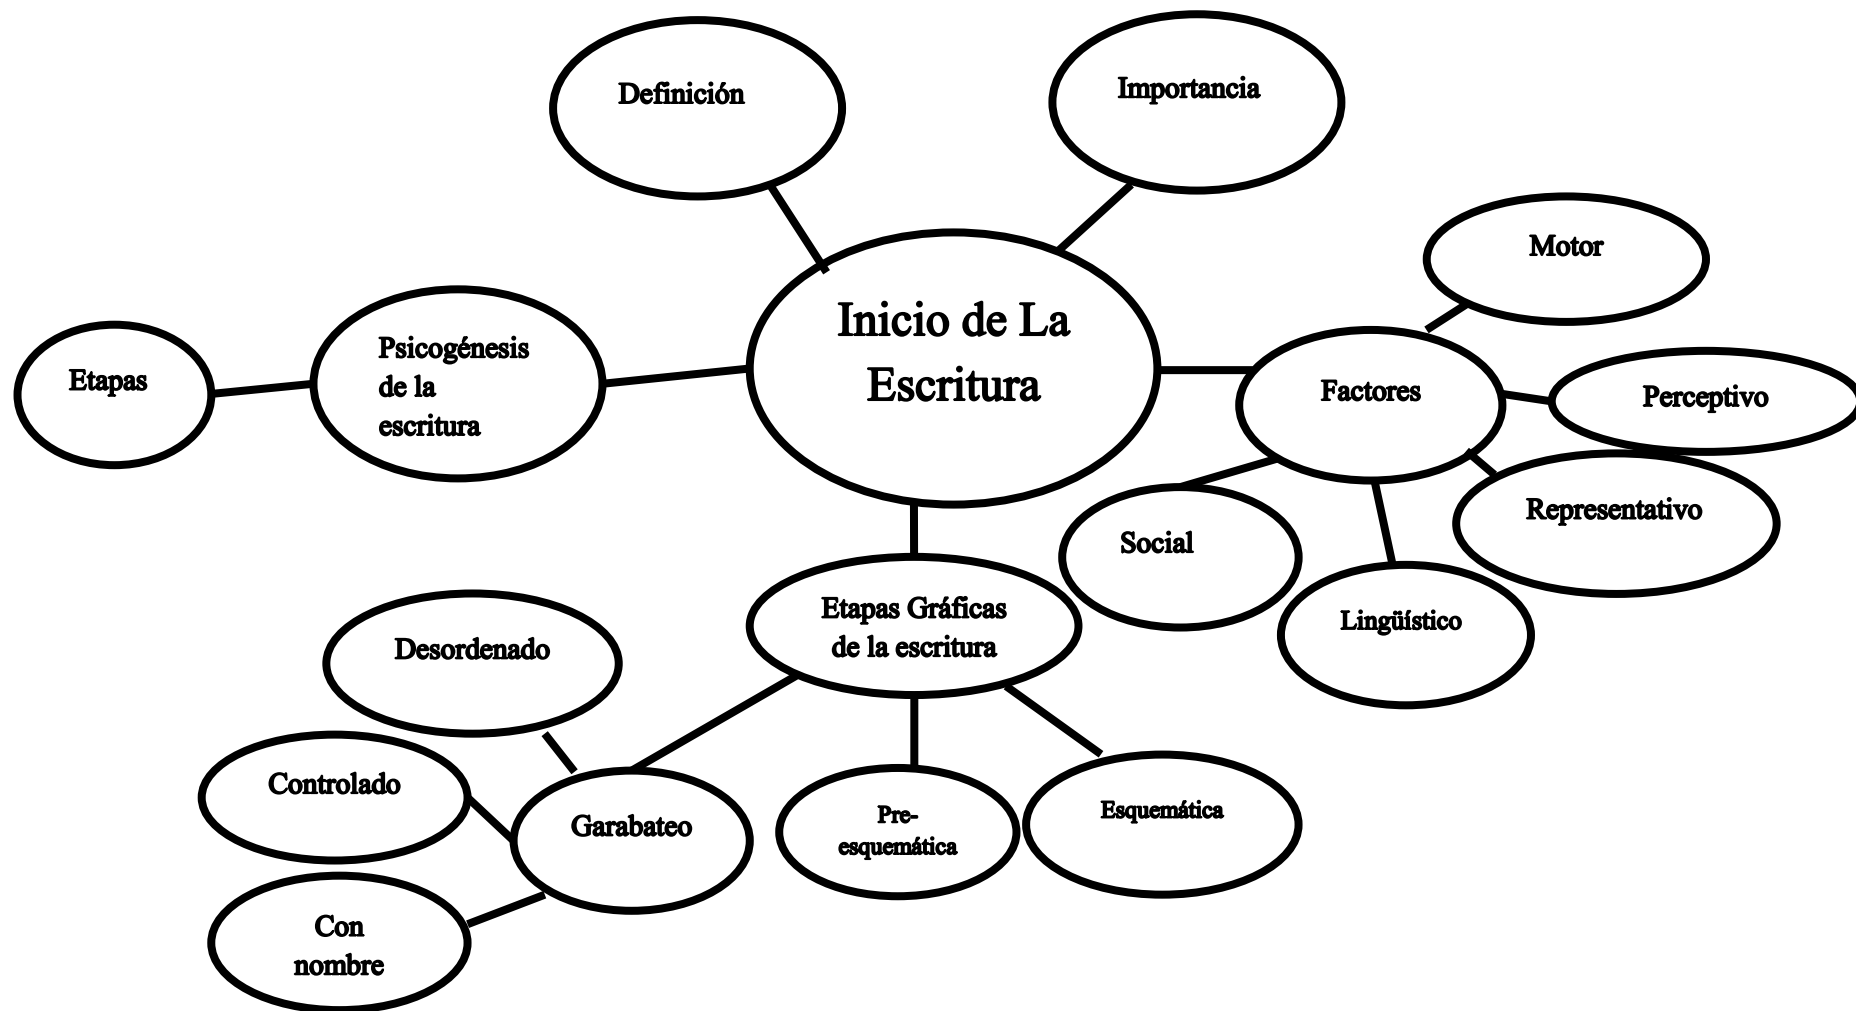 Definición
Importancia
Motor
Inicio de La
Escritura
Psicogénesis
de la
escritura
Etapas
Factores
Perceptivo
Representativo
Social
Lingüístico
Etapas Gráficas
de la escritura
Desordenado
Controlado
Garabateo
Pre-
esquemática
Esquemática
Con
nombre